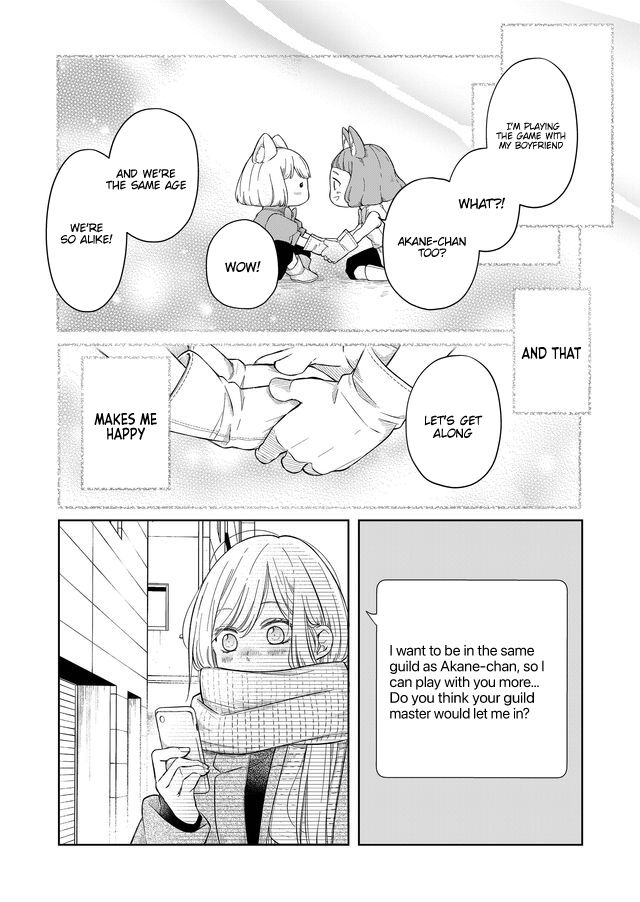 I'M PLAYING
THE GAME WITH
MY BOYFRIEND
WHAT?!
AKANE-CHAN
TOO?
WOW!
AND WE'RE
THE SAME AGE
WE'RE
SO ALIKE!
AND THAT
LET'S GET
ALONG
MAKES ME
HAPPY
I want to be in the same
guild as Akane-chan, so I
can play with you more...
Do you think your guild
master would let me in?